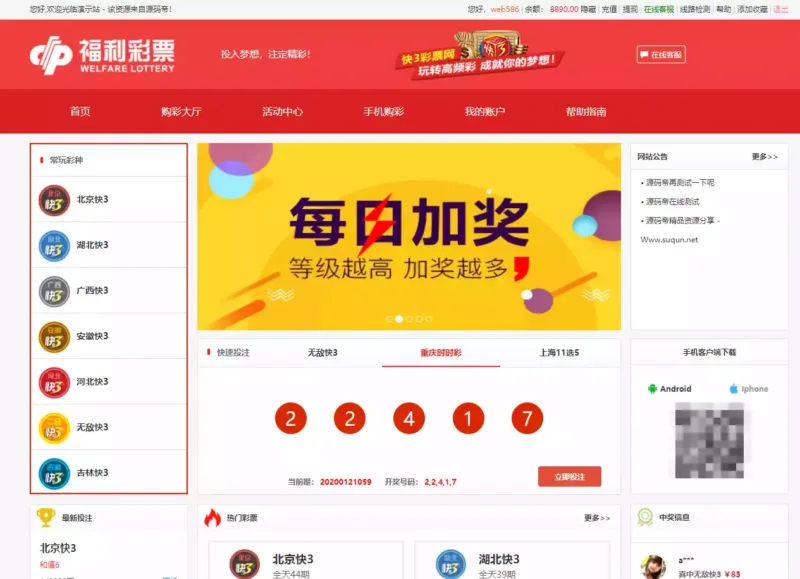 您好,欢迎光临演示站 - 该资源来自源码帝!
您好, web586 | 余额: 8890.00 隐藏 | 充值 | 提现 | 在线客服 | 线路检测 | 帮助 | 添加收藏 | 退出
福利彩票
WELFARE LOTTERY
投入梦想，注定精彩!
快3彩票网
快3
玩转高频彩 成就你的梦想!
在线客服
首页
购彩大厅
活动中心
手机购彩
我的账户
帮助指南
常玩彩种
北京快3
湖北快3
广西快3
安徽快3
河北快3
无敌快3
吉林快3
每日加奖
等级越高 加奖越多
网站公告
更多>>
• 源码帝再测试一下呢
• 源码帝在线测试
• 源码帝精品资源分享 -
Www.suqun.net
快速投注
无敌快3
重庆时时彩
上海11选5
2 2 4 1 7
当前期: 20200121059 开奖号码: 2,2,4,1,7
立即投注
手机客户端下载
Android
Iphone
最新投注
北京快3
和值6
热门彩票
更多>>
北京快3
全天44期
湖北快3
全天39期
中奖信息
a***
喜中无敌快3 ￥83